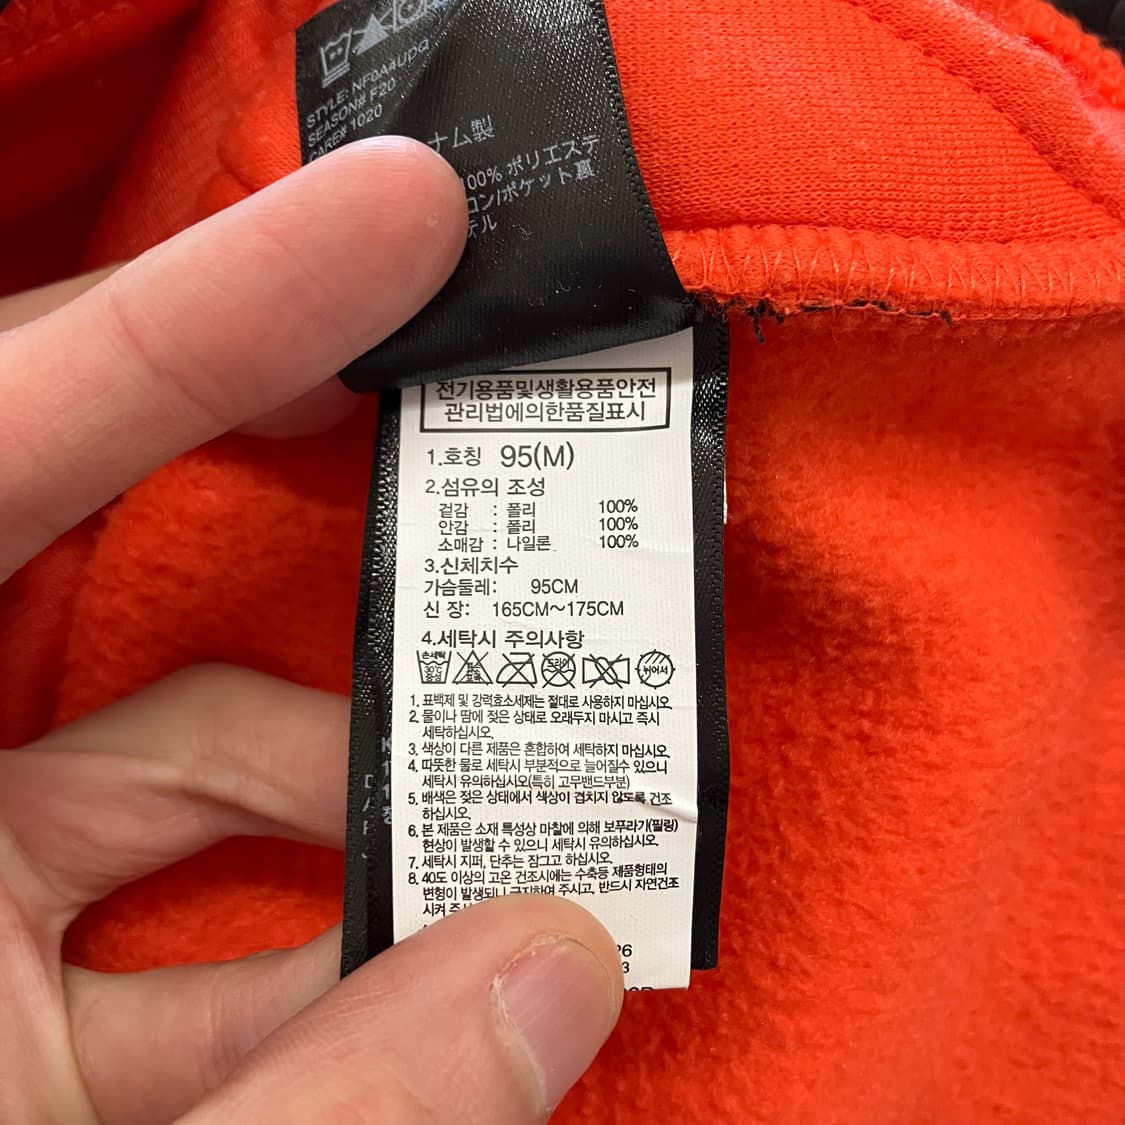 STYLE: NF0A4UDQ
SEASON# F20
CARE# 1020
ナム製
100% ポリエステ
ロン/ポケット裏
テル
전기용품및생활용품안전
관리법에의한품질표시
1.호칭 95(M)
2.섬유의 조성
겉감 : 폴리 100%
안감 : 폴리 100%
소매감 : 나일론 100%
3.신체치수
가슴둘레: 95CM
신 장: 165CM~175CM
4.세탁시 주의사항
손세탁 30℃ 중성
드라이
뉘어서
1. 표백제 및 강력효소세제는 절대로 사용하지 마십시오.
2. 물이나 땀에 젖은 상태로 오래두지 마시고 즉시
세탁하십시오.
3. 색상이 다른 제품은 혼합하여 세탁하지 마십시오.
4. 따뜻한 물로 세탁시 부분적으로 늘어질수 있으니
세탁시 유의하십시오(특히 고무밴드부분)
5. 배색은 젖은 상태에서 색상이 겹치지 않도록 건조
하십시오.
6. 본 제품은 소재 특성상 마찰에 의해 보푸라기(필링)
현상이 발생할 수 있으니 세탁시 유의하십시오.
7. 세탁시 지퍼, 단추는 잠그고 하십시오.
8. 40도 이상의 고온 건조시에는 수축등 제품형태의
변형이 발생되니 금지하여 주시고, 반드시 자연건조
시켜 주
26
3